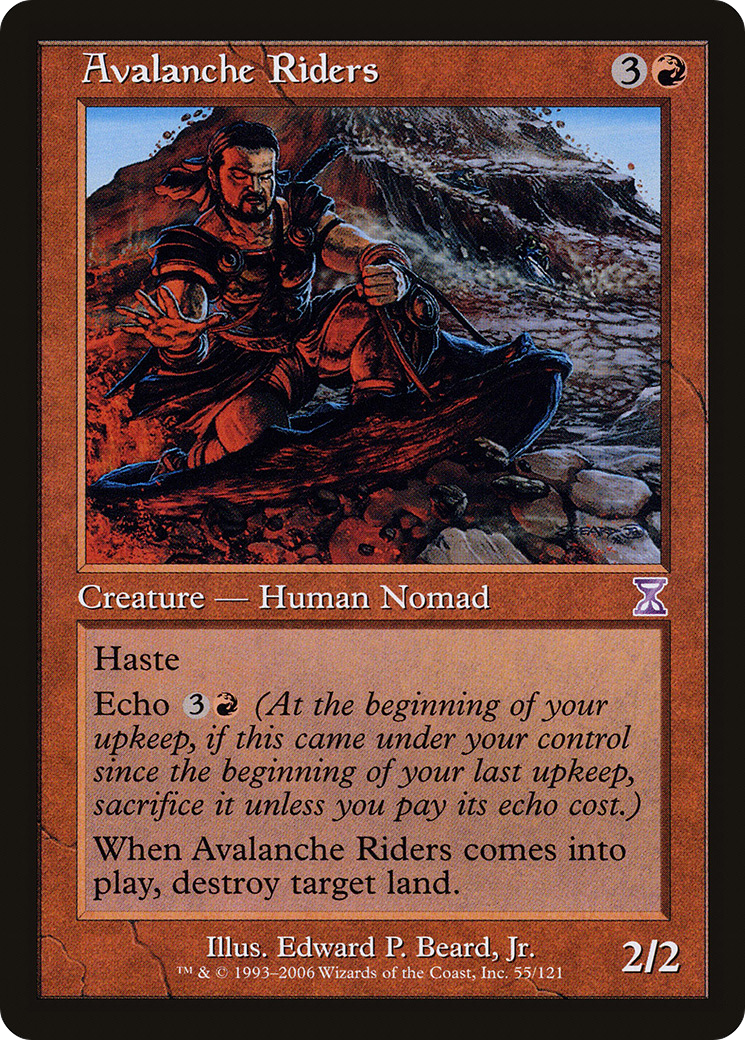 Avalanche Riders
3
Creature — Human Nomad
Haste
Echo 3 (At the beginning of your
upkeep, if this came under your control
since the beginning of your last upkeep,
sacrifice it unless you pay its echo cost.)
When Avalanche Riders comes into
play, destroy target land.
Illus. Edward P. Beard, Jr.
™ & © 1993–2006 Wizards of the Coast, Inc. 55/121
2/2